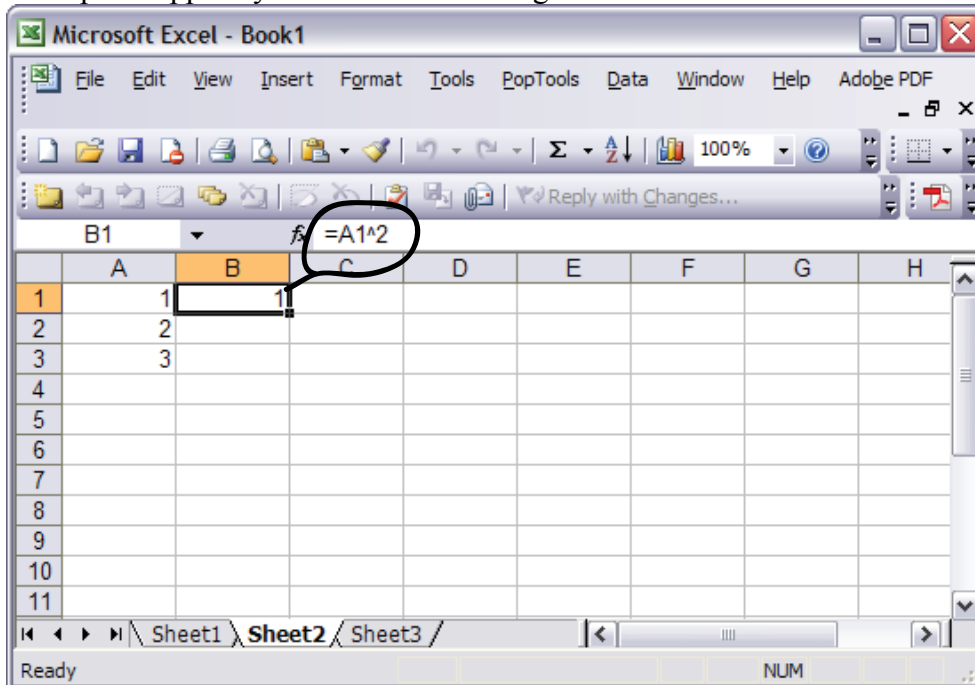 Microsoft Excel - Book1
File Edit View Insert Format Tools PopTools Data Window Help Adobe PDF
Σ A Z 100%
Reply with Changes...
B1 fx =A1^2
A B C D E F G H
1 1 1
2 2
3 3
4
5
6
7
8
9
10
11
Sheet1 Sheet2 Sheet3
Ready NUM